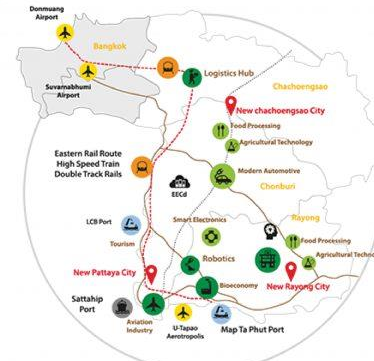 Donmuang
Airport
Bangkok
Suvarnabhumi
Airport
Logistics Hub
Chachoengsao
New chachoengsao City
Food Processing
Agricultural Technology
Eastern Rail Route
High Speed Train
Double Track Rails
Modern Automotive
EECd
Chonburi
LCB Port
Smart Electronics
Rayong
Tourism
Food Processing
Robotics
Agricultural Techno
New Pattaya City
Bioeconomy
New Rayong City
Sattahip
Port
Aviation
Industry
U-Tapao
Aerotropolis
Map Ta Phut Port